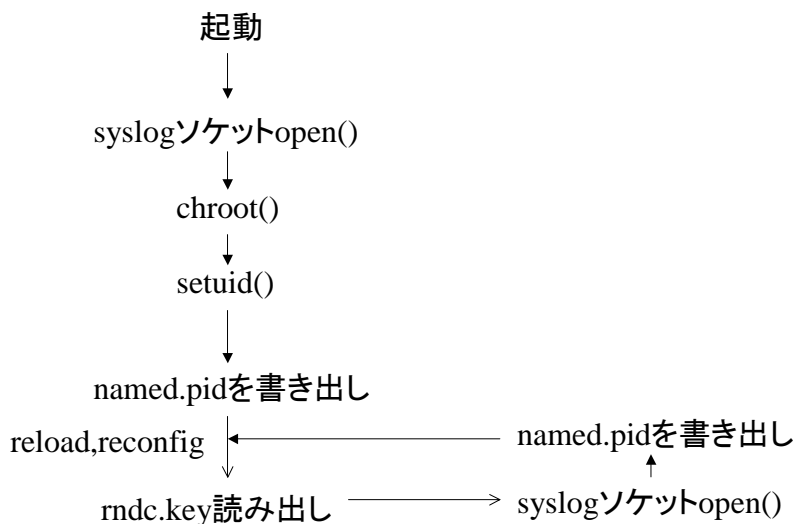 起動
syslogソケットopen()
chroot()
setuid()
named.pidを書き出し
reload,reconfig
named.pidを書き出し
rndc.key読み出し
syslogソケットopen()